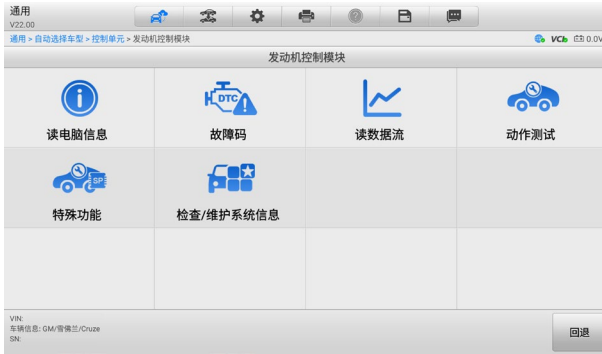 通用
V22.00
通用 > 自动选择车型 > 控制单元 > 发动机控制模块
VCI 0.0V
发动机控制模块
DTC
读电脑信息 故障码 读数据流 动作测试
SP
特殊功能 检查/维护系统信息
VIN:
车辆信息: GM/雪佛兰/Cruze
SN:
回退